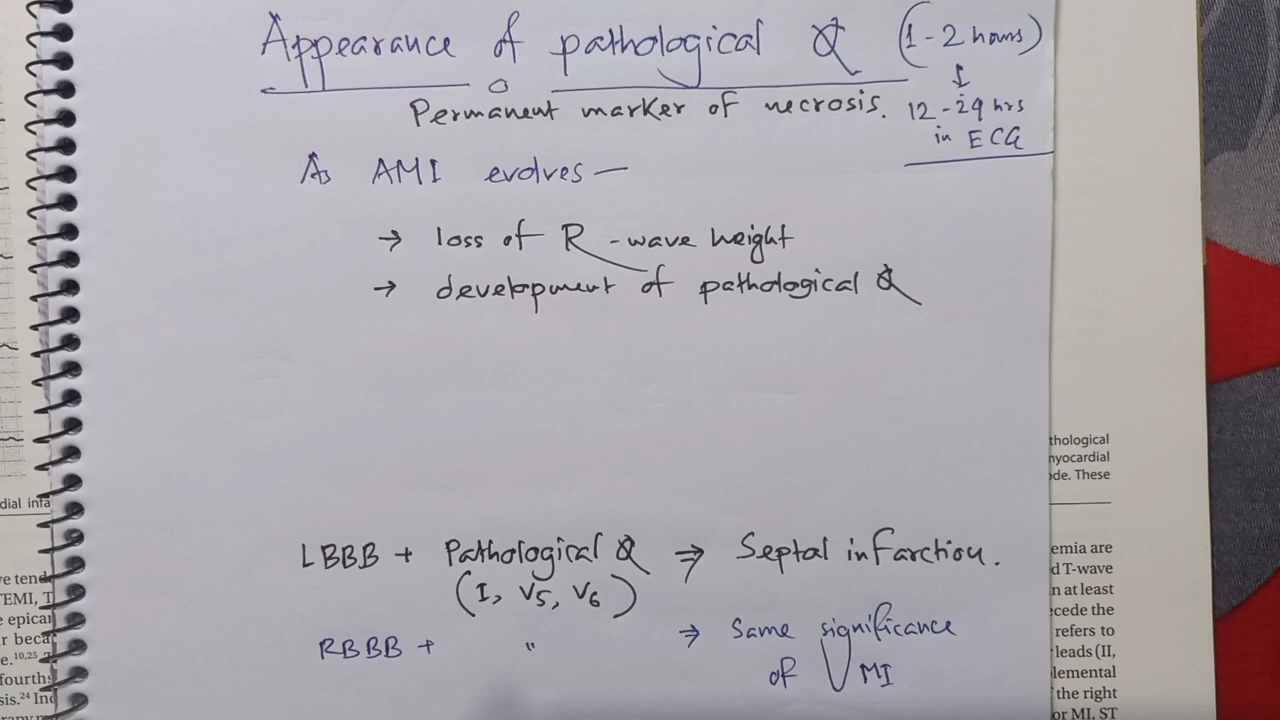 Appearance of pathological Q (1-2 hours)
↓
Permanent marker of necrosis. 12-24 hrs
in ECG
As AMI evolves —
→ loss of R-wave height
→ development of pathological Q
LBBB + Pathological Q ⇒ Septal infarction.
(I, V5, V6)
RBBB + " ⇒ Same significance
of MI
dial infa
ve tend
TEMI, T
e epicar
r becau
e.10,25
fourths
sis.24 Ind
thological
nyocardial
ode. These
emia are
d T-wave
n at least
ecede the
refers to
leads (II,
lemental
the right
or MI, ST